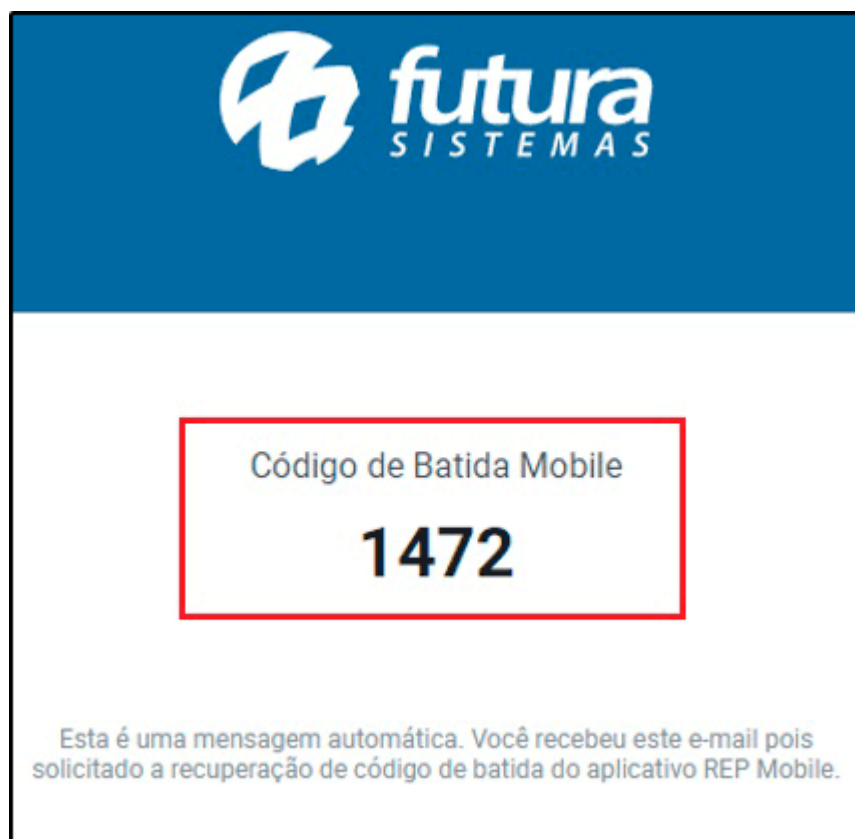 futura
SISTEMAS
Código de Batida Mobile
1472
Esta é uma mensagem automática. Você recebeu este e-mail pois
solicitado a recuperação de código de batida do aplicativo REP Mobile.